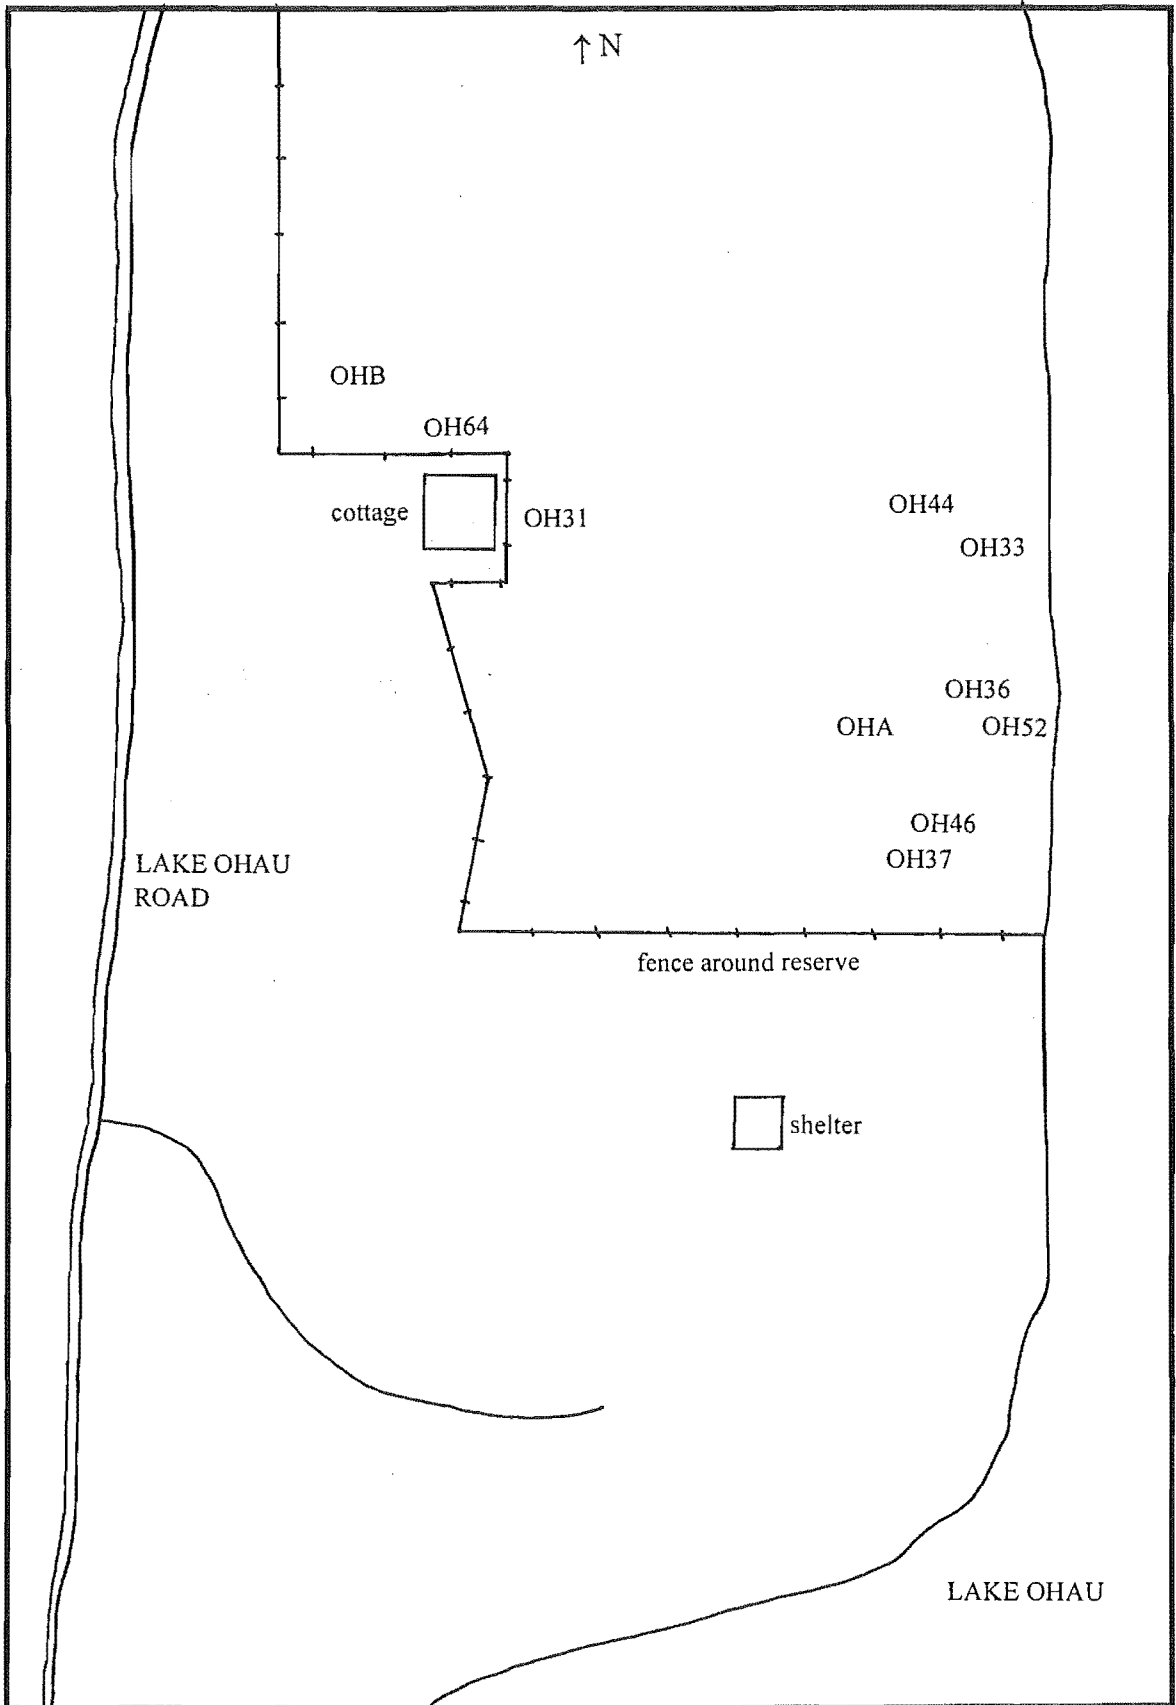 ↑ N
OHB
OH64
cottage
OH31
OH44
OH33
OH36
OHA
OH52
OH46
OH37
LAKE OHAU
ROAD
fence around reserve
shelter
LAKE OHAU